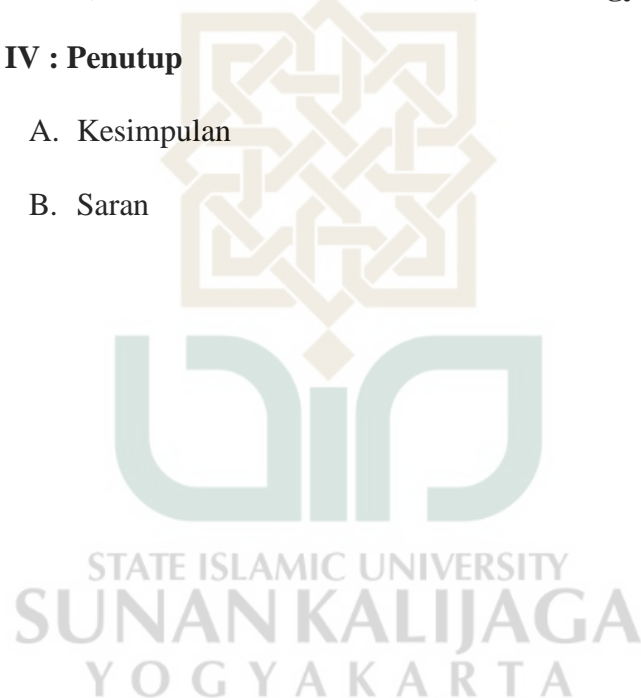 IV : Penutup
A. Kesimpulan
B. Saran
STATE ISLAMIC UNIVERSITY
SUNAN KALIJAGA
YOGYAKARTA